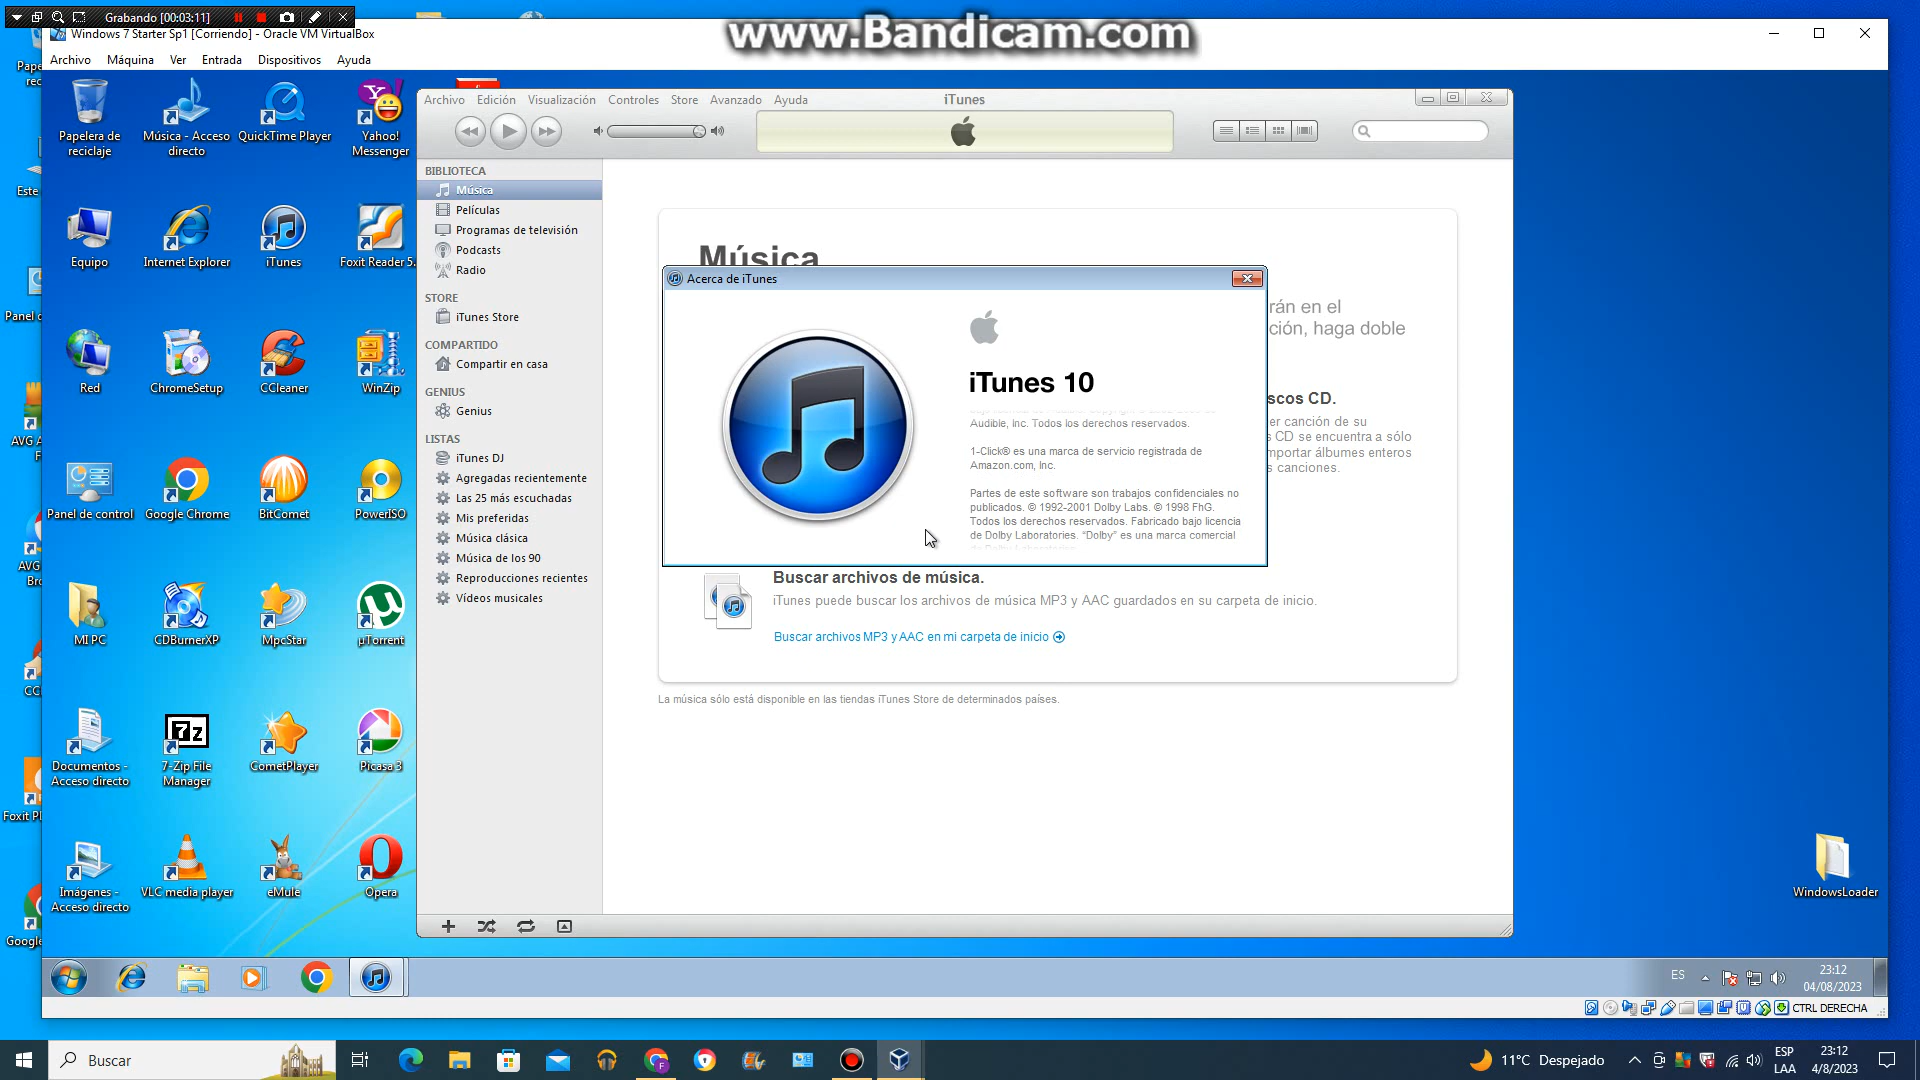 Grabando [00:03:11]
www.Bandicam.com
Windows 7 Starter Sp1 [Corriendo] - Oracle VM VirtualBox
Archivo Máquina Ver Entrada Dispositivos Ayuda
Archivo Edición Visualización Controles Store Avanzado Ayuda
iTunes
Papelera de reciclaje
Música - Acceso directo
QuickTime Player
Yahoo! Messenger
Equipo
Internet Explorer
iTunes
Foxit Reader 5.
Red
ChromeSetup
CCleaner
WinZip
Panel de control
Google Chrome
BitComet
PowerISO
MI PC
CDBurnerXP
MpcStar
µTorrent
Documentos - Acceso directo
7-Zip File Manager
CometPlayer
Picasa 3
Imágenes - Acceso directo
VLC media player
eMule
Opera
BIBLIOTECA
Música
Películas
Programas de televisión
Podcasts
Radio
STORE
iTunes Store
COMPARTIDO
Compartir en casa
GENIUS
Genius
LISTAS
iTunes DJ
Agregadas recientemente
Las 25 más escuchadas
Mis preferidas
Música clásica
Música de los 90
Reproducciones recientes
Vídeos musicales
Música
rán en el
ción, haga doble
scos CD.
er canción de su
s CD se encuentra a sólo
mportar álbumes enteros
s canciones.
Acerca de iTunes
iTunes 10
Audible, Inc. Todos los derechos reservados.
1-Click® es una marca de servicio registrada de
Amazon.com, Inc.
Partes de este software son trabajos confidenciales no
publicados. © 1992-2001 Dolby Labs. © 1998 FhG.
Todos los derechos reservados. Fabricado bajo licencia
de Dolby Laboratories. "Dolby" es una marca comercial
Buscar archivos de música.
iTunes puede buscar los archivos de música MP3 y AAC guardados en su carpeta de inicio.
Buscar archivos MP3 y AAC en mi carpeta de inicio
La música sólo está disponible en las tiendas iTunes Store de determinados países.
WindowsLoader
ES
23:12
04/08/2023
CTRL DERECHA
Buscar
11°C Despejado
ESP
LAA
23:12
4/8/2023